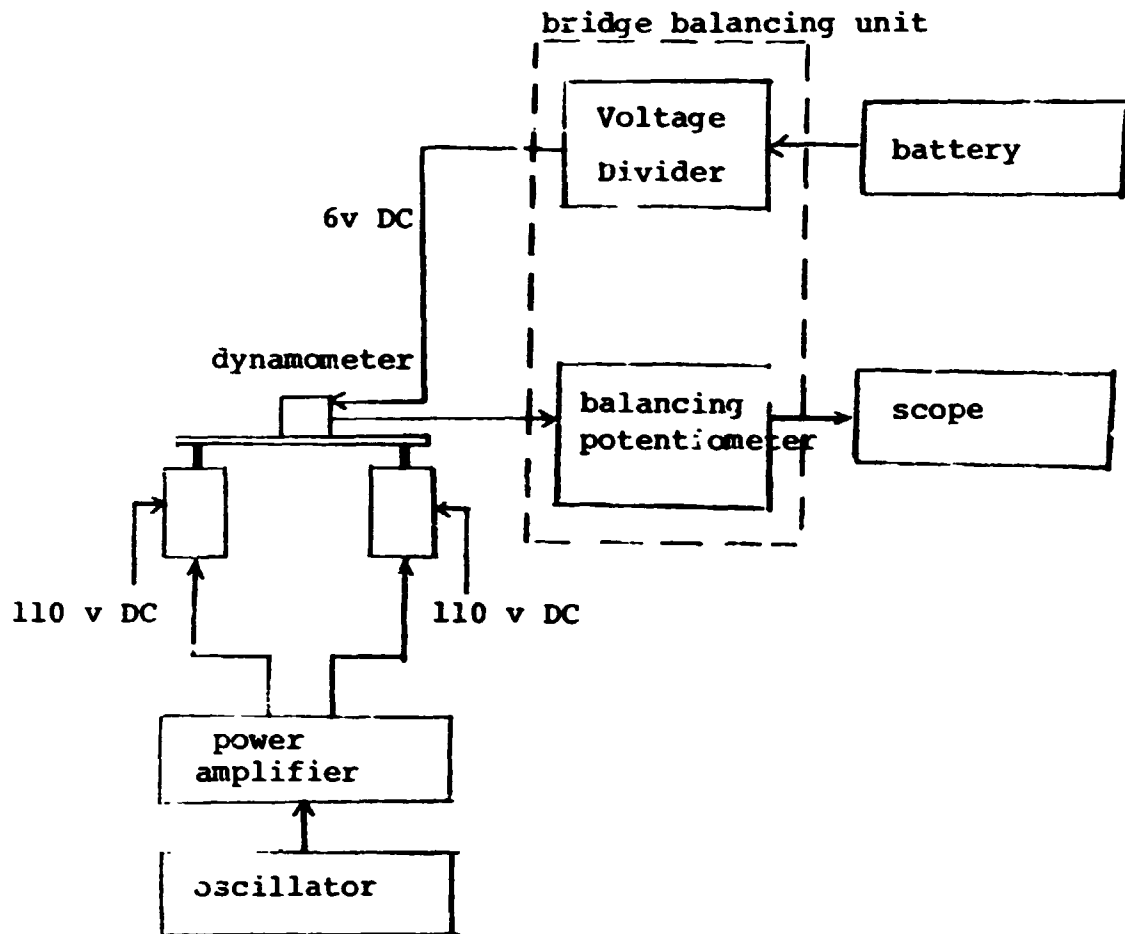 bridge balancing unit
Voltage
Divider
battery
6v DC
dynamometer
balancing
potentiometer
scope
110 v DC
110 v DC
power
amplifier
oscillator